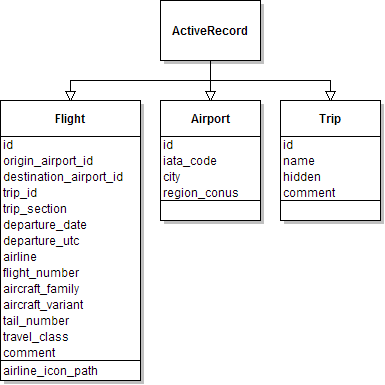 ActiveRecord
Flight
id
origin_airport_id
destination_airport_id
trip_id
trip_section
departure_date
departure_utc
airline
flight_number
aircraft_family
aircraft_variant
tail_number
travel_class
comment
airline_icon_path
Airport
id
iata_code
city
region_conus
Trip
id
name
hidden
comment